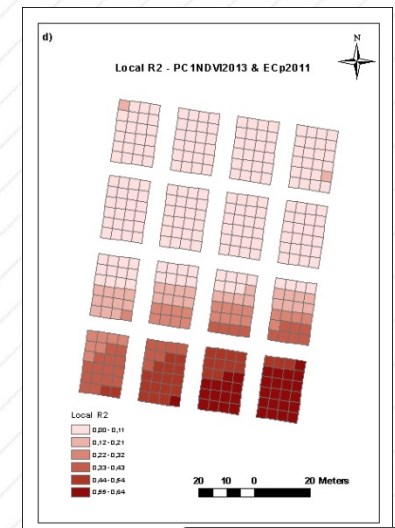 d)
N
Local R2 - PC1NDVI2013 & ECp2011
Local R2
0,00 - 0,11
0,12 - 0,21
0,22 - 0,32
0,33 - 0,43
0,44 - 0,54
0,55 - 0,64
20 10 0 20 Meters